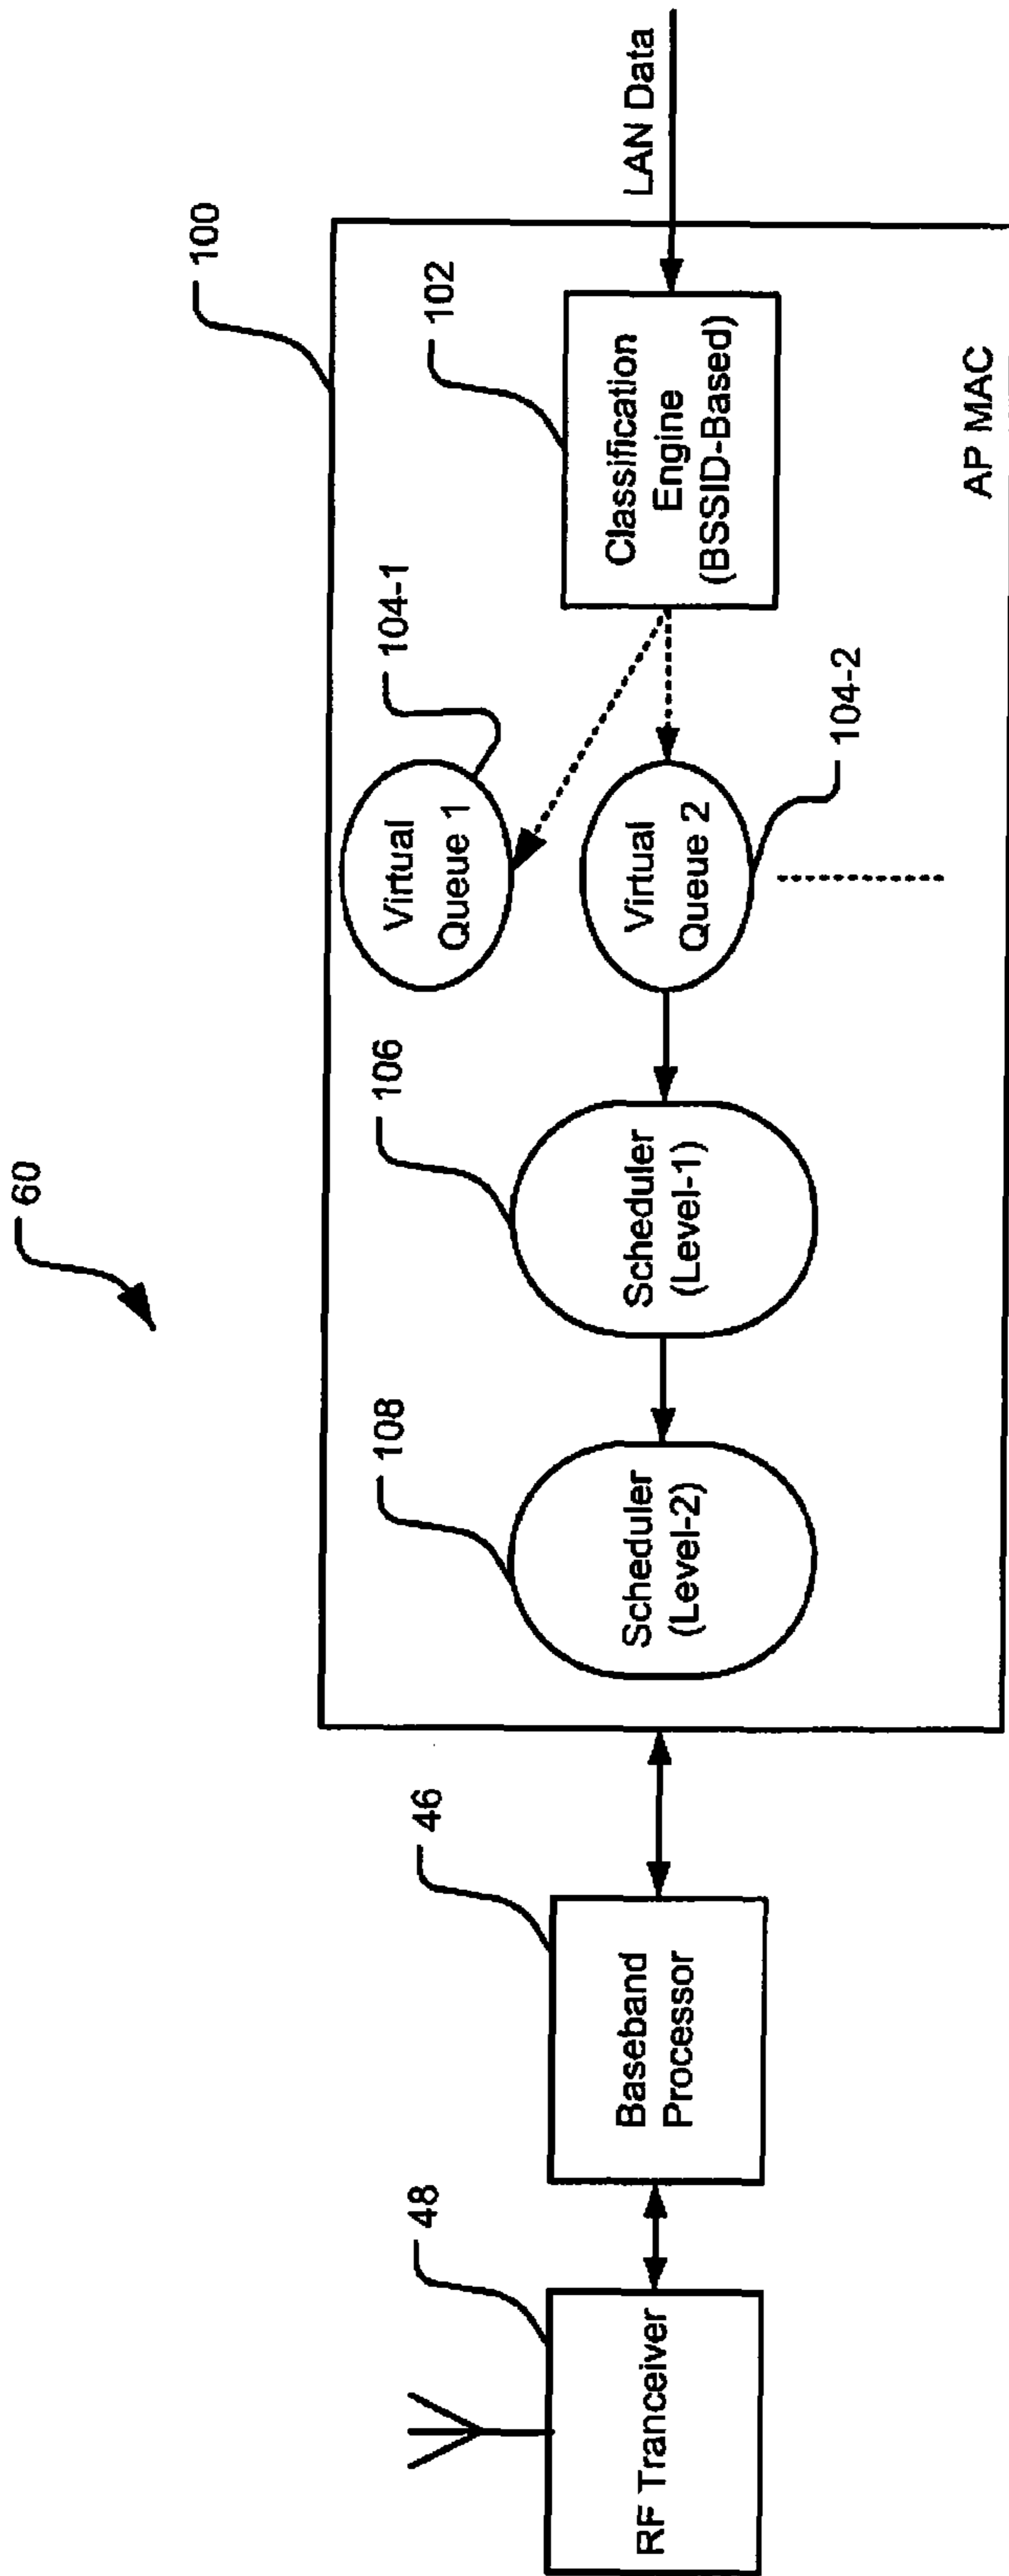 60
100
LAN Data
102
Classification
Engine
(BSSID-Based)
104-1
Virtual
Queue 1
Virtual
Queue 2
104-2
106
Scheduler
(Level-1)
108
Scheduler
(Level-2)
AP MAC
46
Baseband
Processor
48
RF Tranceiver